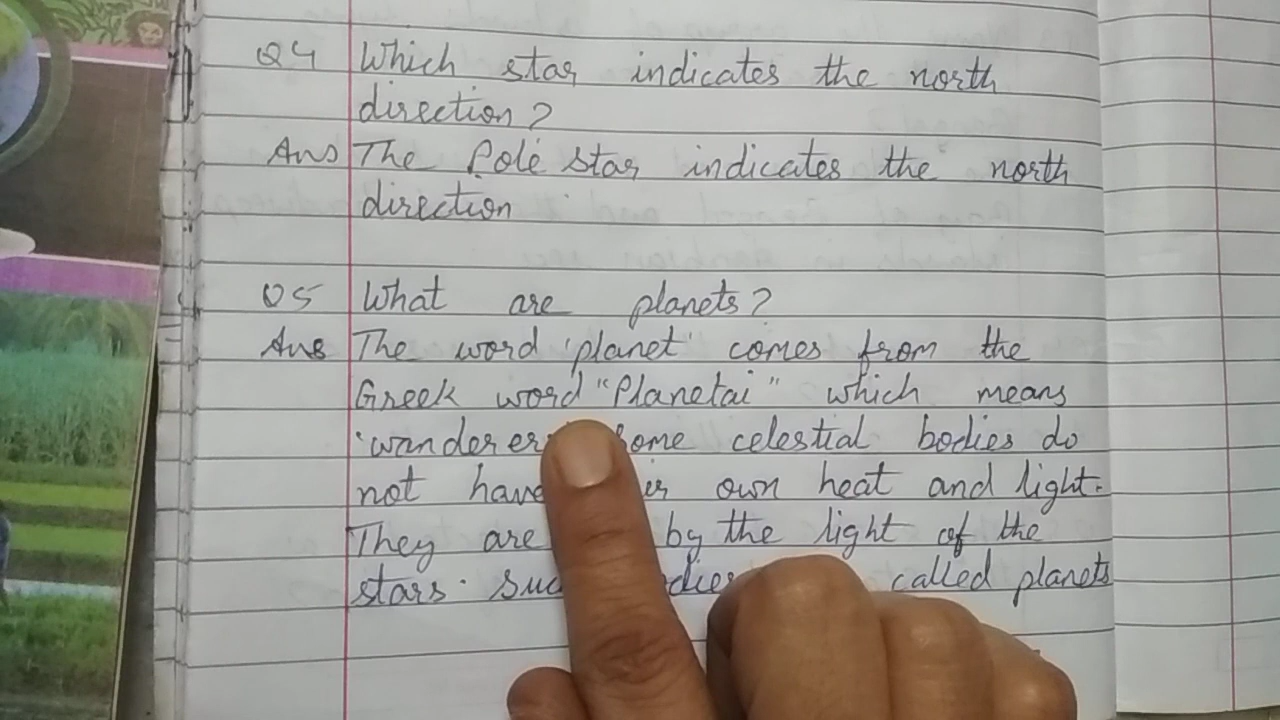 Q4 Which star indicates the north
direction?
Ans The Pole star indicates the north
direction
Q5 What are planets?
Ans The word 'planet' comes from the
Greek word "Planetai" which means
'wanderer some celestial bodies do
not have own heat and light.
They are by the light of the
stars. called planets